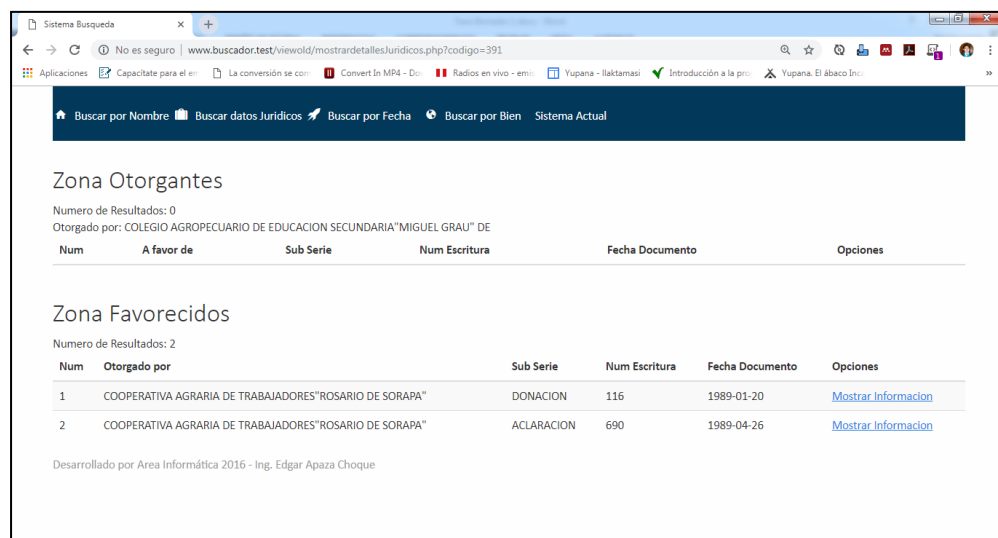 Sistema Busqueda
No es seguro | www.buscador.test/viewold/mostrardetallesJuridicos.php?codigo=391
Aplicaciones Capacítate para el em La conversión se com Convert In MP4 - Do Radios en vivo - emis Yupana - llaktamasi Introducción a la pro Yupana. El ábaco Inca
Buscar por Nombre Buscar datos Juridicos Buscar por Fecha Buscar por Bien Sistema Actual
Zona Otorgantes
Numero de Resultados: 0
Otorgado por: COLEGIO AGROPECUARIO DE EDUCACION SECUNDARIA"MIGUEL GRAU" DE
Num A favor de Sub Serie Num Escritura Fecha Documento Opciones
Zona Favorecidos
Numero de Resultados: 2
Num Otorgado por Sub Serie Num Escritura Fecha Documento Opciones
1 COOPERATIVA AGRARIA DE TRABAJADORES"ROSARIO DE SORAPA" DONACION 116 1989-01-20 Mostrar Informacion
2 COOPERATIVA AGRARIA DE TRABAJADORES"ROSARIO DE SORAPA" ACLARACION 690 1989-04-26 Mostrar Informacion
Desarrollado por Area Informática 2016 - Ing. Edgar Apaza Choque